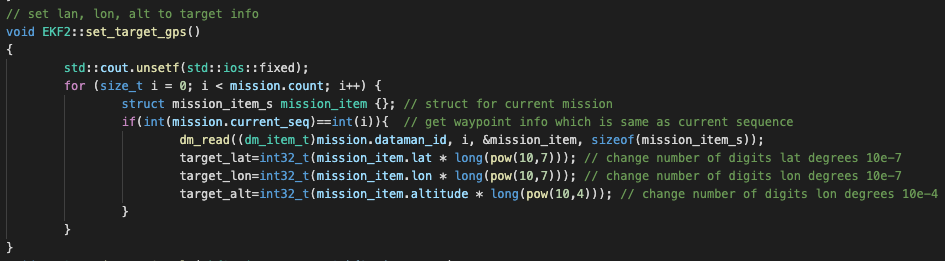 // set lan, lon, alt to target info
void EKF2::set_target_gps()
{
std::cout.unsetf(std::ios::fixed);
for (size_t i = 0; i < mission.count; i++) {
struct mission_item_s mission_item {}; // struct for current mission
if(int(mission.current_seq)==int(i)){  // get waypoint info which is same as current sequence
dm_read((dm_item_t)mission.dataman_id, i, &mission_item, sizeof(mission_item_s));
target_lat=int32_t(mission_item.lat * long(pow(10,7))); // change number of digits lat degrees 10e-7
target_lon=int32_t(mission_item.lon * long(pow(10,7))); // change number of digits lon degrees 10e-7
target_alt=int32_t(mission_item.altitude * long(pow(10,4))); // change number of digits lon degrees 10e-4
}
}
}